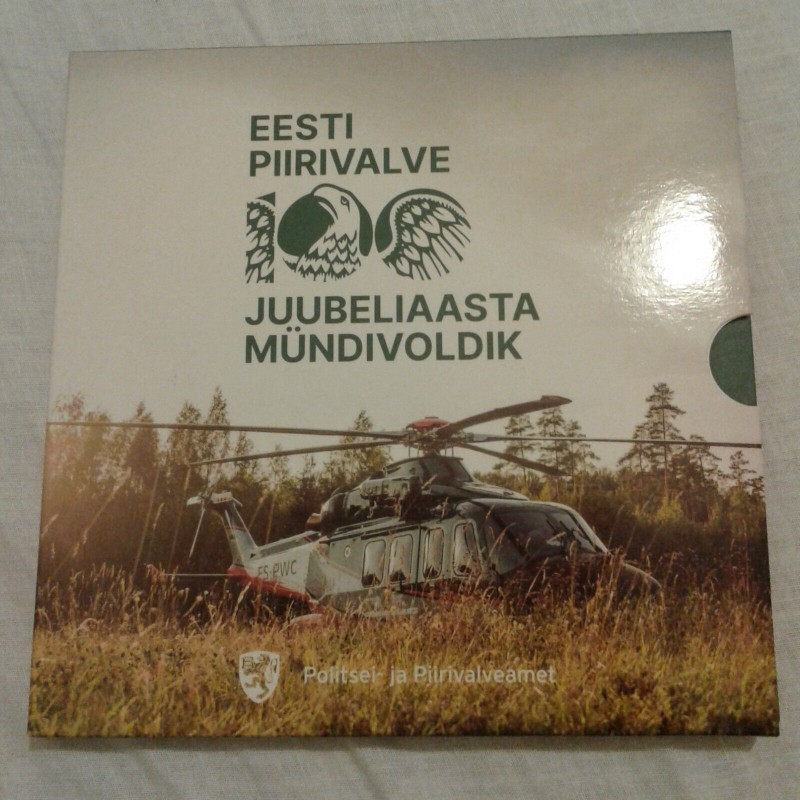 EESTI
PIIRIVALVE
100
JUUBELIAASTA
MÜNDIVOLDIK
ES-PWC
Politsei- ja Piirivalveamet